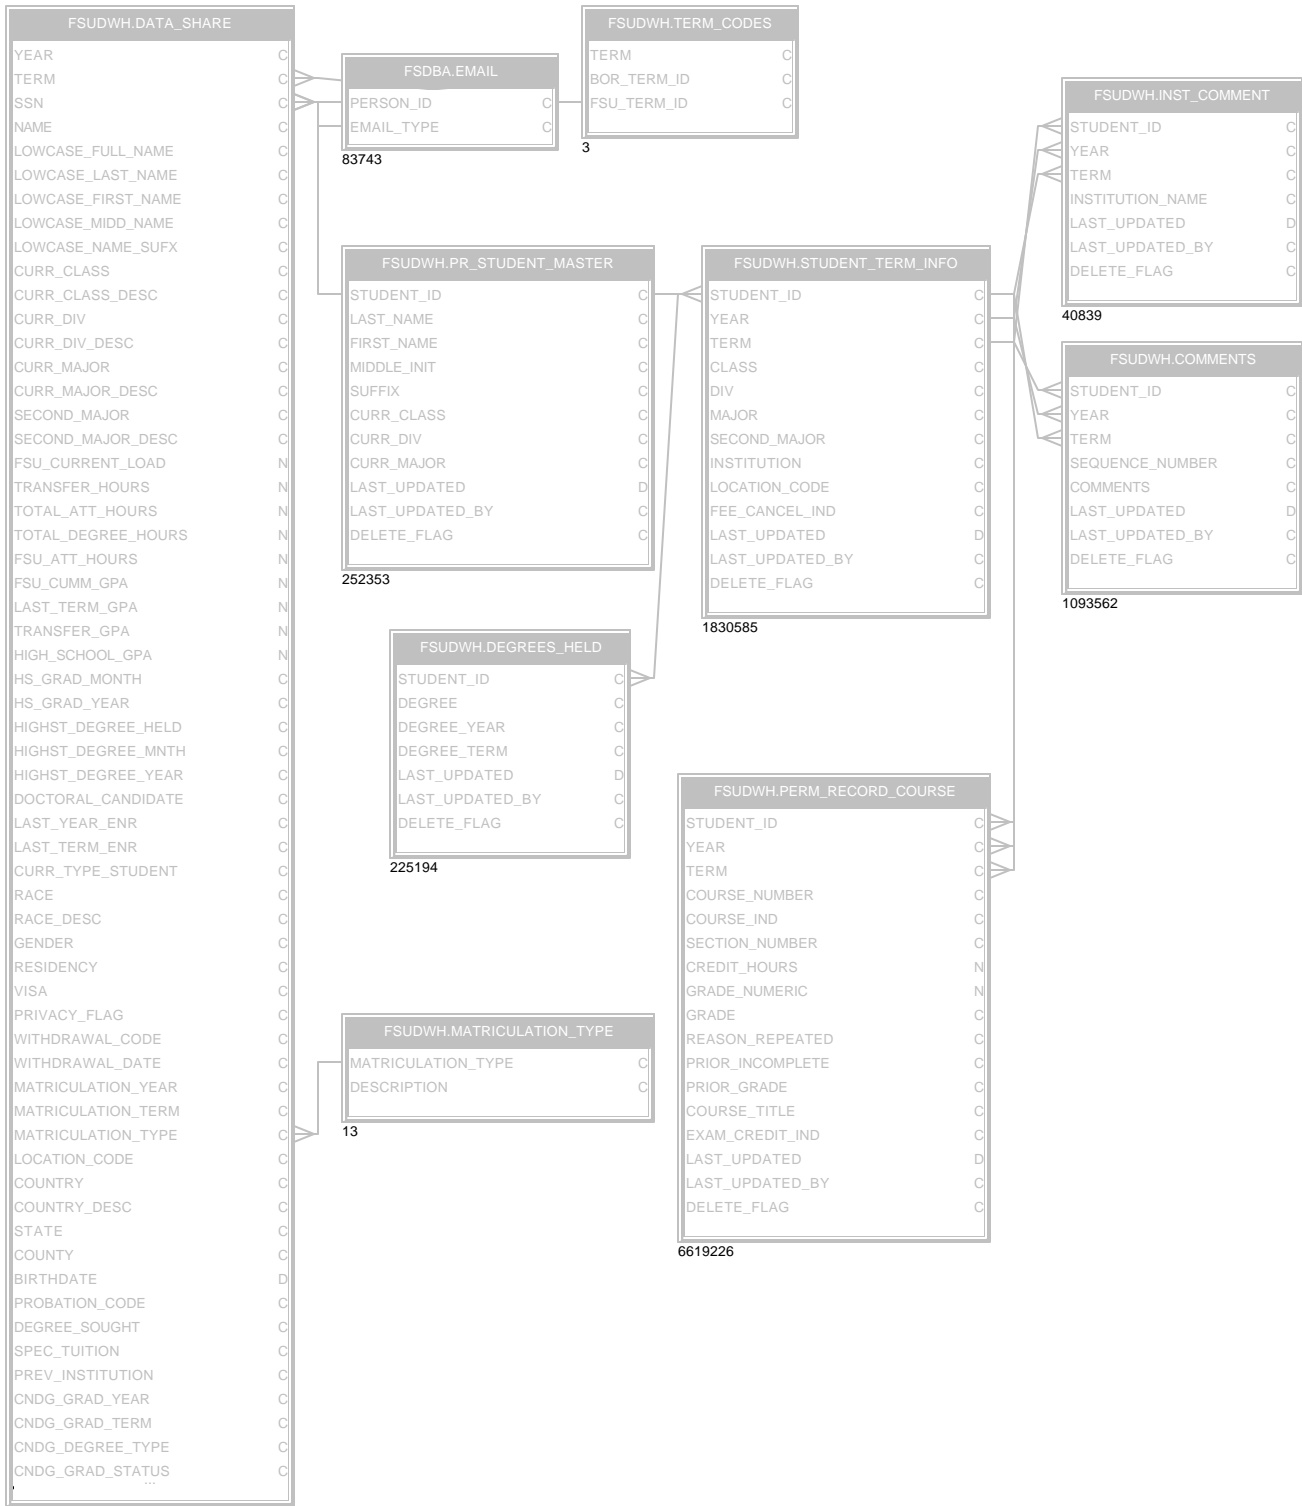 FSUDWH.DATA_SHARE
YEAR C
TERM C
SSN C
NAME C
LOWCASE_FULL_NAME C
LOWCASE_LAST_NAME C
LOWCASE_FIRST_NAME C
LOWCASE_MIDD_NAME C
LOWCASE_NAME_SUFX C
CURR_CLASS C
CURR_CLASS_DESC C
CURR_DIV C
CURR_DIV_DESC C
CURR_MAJOR C
CURR_MAJOR_DESC C
SECOND_MAJOR C
SECOND_MAJOR_DESC C
FSU_CURRENT_LOAD N
TRANSFER_HOURS N
TOTAL_ATT_HOURS N
TOTAL_DEGREE_HOURS N
FSU_ATT_HOURS N
FSU_CUMM_GPA N
LAST_TERM_GPA N
TRANSFER_GPA N
HIGH_SCHOOL_GPA N
HS_GRAD_MONTH C
HS_GRAD_YEAR C
HIGHST_DEGREE_HELD C
HIGHST_DEGREE_MNTH C
HIGHST_DEGREE_YEAR C
DOCTORAL_CANDIDATE C
LAST_YEAR_ENR C
LAST_TERM_ENR C
CURR_TYPE_STUDENT C
RACE C
RACE_DESC C
GENDER C
RESIDENCY C
VISA C
PRIVACY_FLAG C
WITHDRAWAL_CODE C
WITHDRAWAL_DATE C
MATRICULATION_YEAR C
MATRICULATION_TERM C
MATRICULATION_TYPE C
LOCATION_CODE C
COUNTRY C
COUNTRY_DESC C
STATE C
COUNTY C
BIRTHDATE D
PROBATION_CODE C
DEGREE_SOUGHT C
SPEC_TUITION C
PREV_INSTITUTION C
CNDG_GRAD_YEAR C
CNDG_GRAD_TERM C
CNDG_DEGREE_TYPE C
CNDG_GRAD_STATUS C
...
FSDBA.EMAIL
PERSON_ID C
EMAIL_TYPE C
83743
FSUDWH.TERM_CODES
TERM C
BOR_TERM_ID C
FSU_TERM_ID C
3
FSUDWH.INST_COMMENT
STUDENT_ID C
YEAR C
TERM C
INSTITUTION_NAME C
LAST_UPDATED D
LAST_UPDATED_BY C
DELETE_FLAG C
40839
FSUDWH.PR_STUDENT_MASTER
STUDENT_ID C
LAST_NAME C
FIRST_NAME C
MIDDLE_INIT C
SUFFIX C
CURR_CLASS C
CURR_DIV C
CURR_MAJOR C
LAST_UPDATED D
LAST_UPDATED_BY C
DELETE_FLAG C
252353
FSUDWH.STUDENT_TERM_INFO
STUDENT_ID C
YEAR C
TERM C
CLASS C
DIV C
MAJOR C
SECOND_MAJOR C
INSTITUTION C
LOCATION_CODE C
FEE_CANCEL_IND C
LAST_UPDATED D
LAST_UPDATED_BY C
DELETE_FLAG C
1830585
FSUDWH.COMMENTS
STUDENT_ID C
YEAR C
TERM C
SEQUENCE_NUMBER C
COMMENTS C
LAST_UPDATED D
LAST_UPDATED_BY C
DELETE_FLAG C
1093562
FSUDWH.DEGREES_HELD
STUDENT_ID C
DEGREE C
DEGREE_YEAR C
DEGREE_TERM C
LAST_UPDATED D
LAST_UPDATED_BY C
DELETE_FLAG C
225194
FSUDWH.PERM_RECORD_COURSE
STUDENT_ID C
YEAR C
TERM C
COURSE_NUMBER C
COURSE_IND C
SECTION_NUMBER C
CREDIT_HOURS N
GRADE_NUMERIC N
GRADE C
REASON_REPEATED C
PRIOR_INCOMPLETE C
PRIOR_GRADE C
COURSE_TITLE C
EXAM_CREDIT_IND C
LAST_UPDATED D
LAST_UPDATED_BY C
DELETE_FLAG C
6619226
FSUDWH.MATRICULATION_TYPE
MATRICULATION_TYPE C
DESCRIPTION C
13